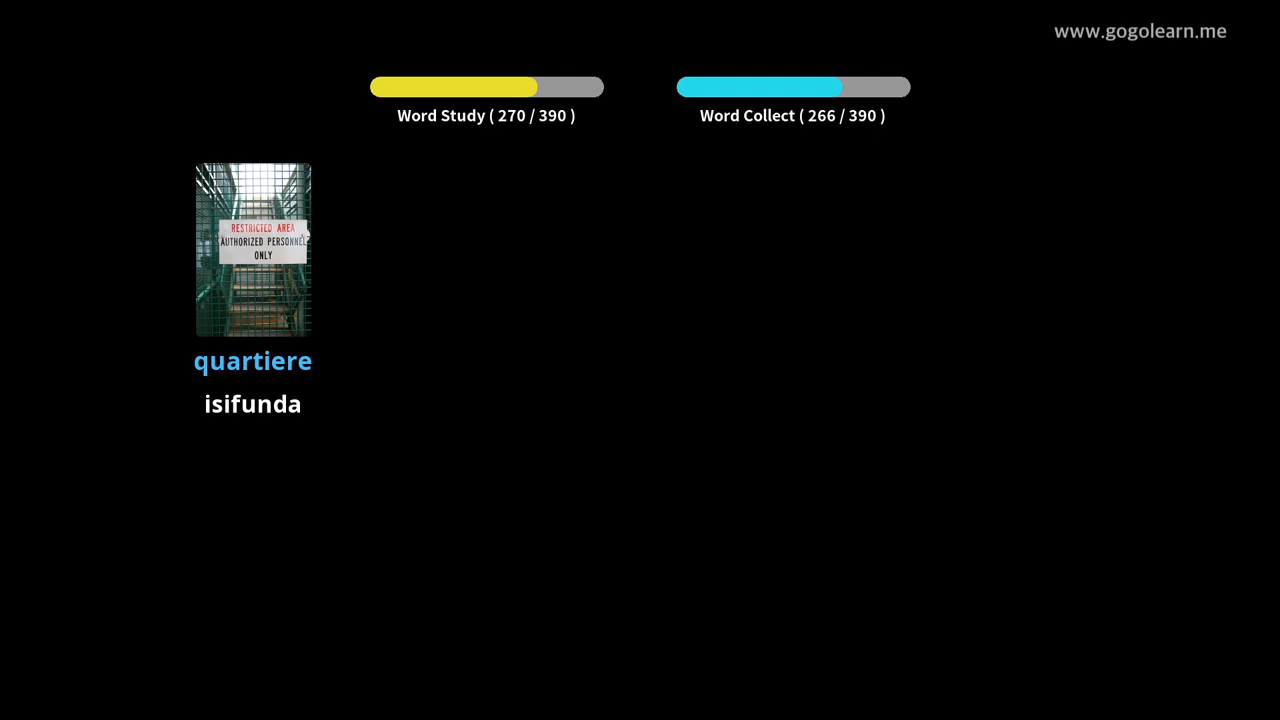 www.gogolearn.me
Word Study ( 270 / 390 )
Word Collect ( 266 / 390 )
RESTRICTED AREA
AUTHORIZED PERSONNEL
ONLY
quartiere
isifunda